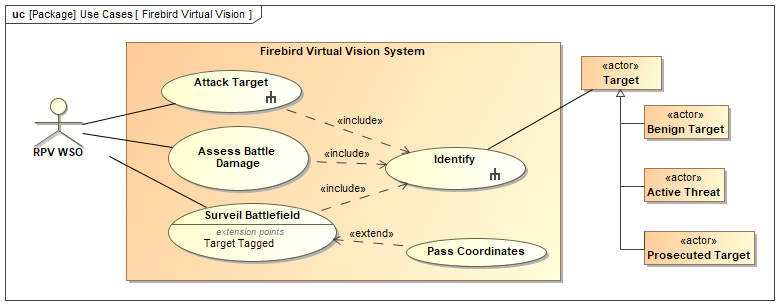 uc [Package] Use Cases [ Firebird Virtual Vision ]
Firebird Virtual Vision System
Attack Target
«include»
Assess Battle
Damage
«include»
Identify
RPV WSO
«include»
Surveil Battlefield
extension points
Target Tagged
«extend»
Pass Coordinates
«actor»
Target
«actor»
Benign Target
«actor»
Active Threat
«actor»
Prosecuted Target